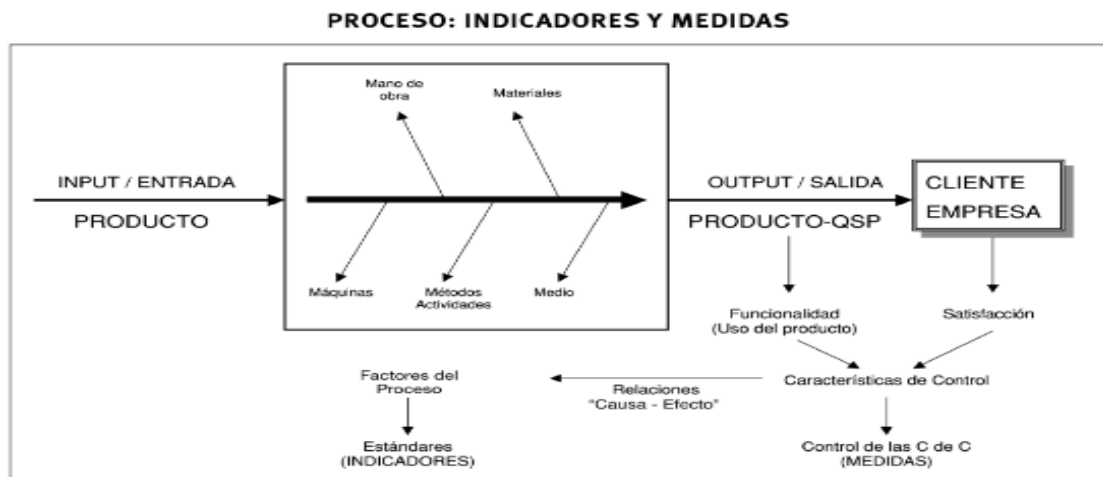 PROCESO: INDICADORES Y MEDIDAS
Mano de
obra
Materiales
INPUT / ENTRADA
PRODUCTO
OUTPUT / SALIDA
PRODUCTO-QSP
CLIENTE
EMPRESA
Máquinas
Métodos
Actividades
Medio
Funcionalidad
(Uso del producto)
Satisfacción
Factores del
Proceso
Relaciones
"Causa - Efecto"
Características de Control
Estándares
(INDICADORES)
Control de las C de C
(MEDIDAS)